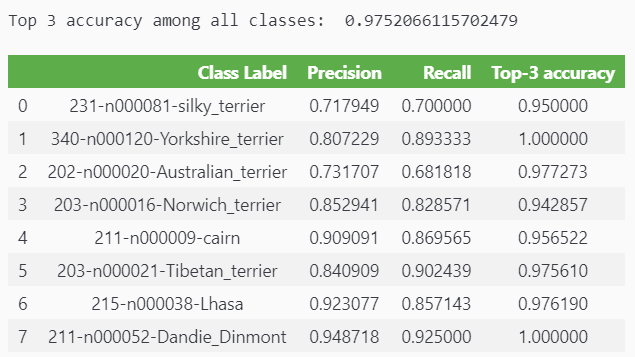 Top 3 accuracy among all classes:  0.9752066115702479
Class Label Precision Recall Top-3 accuracy
0 231-n000081-silky_terrier 0.717949 0.700000 0.950000
1 340-n000120-Yorkshire_terrier 0.807229 0.893333 1.000000
2 202-n000020-Australian_terrier 0.731707 0.681818 0.977273
3 203-n000016-Norwich_terrier 0.852941 0.828571 0.942857
4 211-n000009-cairn 0.909091 0.869565 0.956522
5 203-n000021-Tibetan_terrier 0.840909 0.902439 0.975610
6 215-n000038-Lhasa 0.923077 0.857143 0.976190
7 211-n000052-Dandie_Dinmont 0.948718 0.925000 1.000000